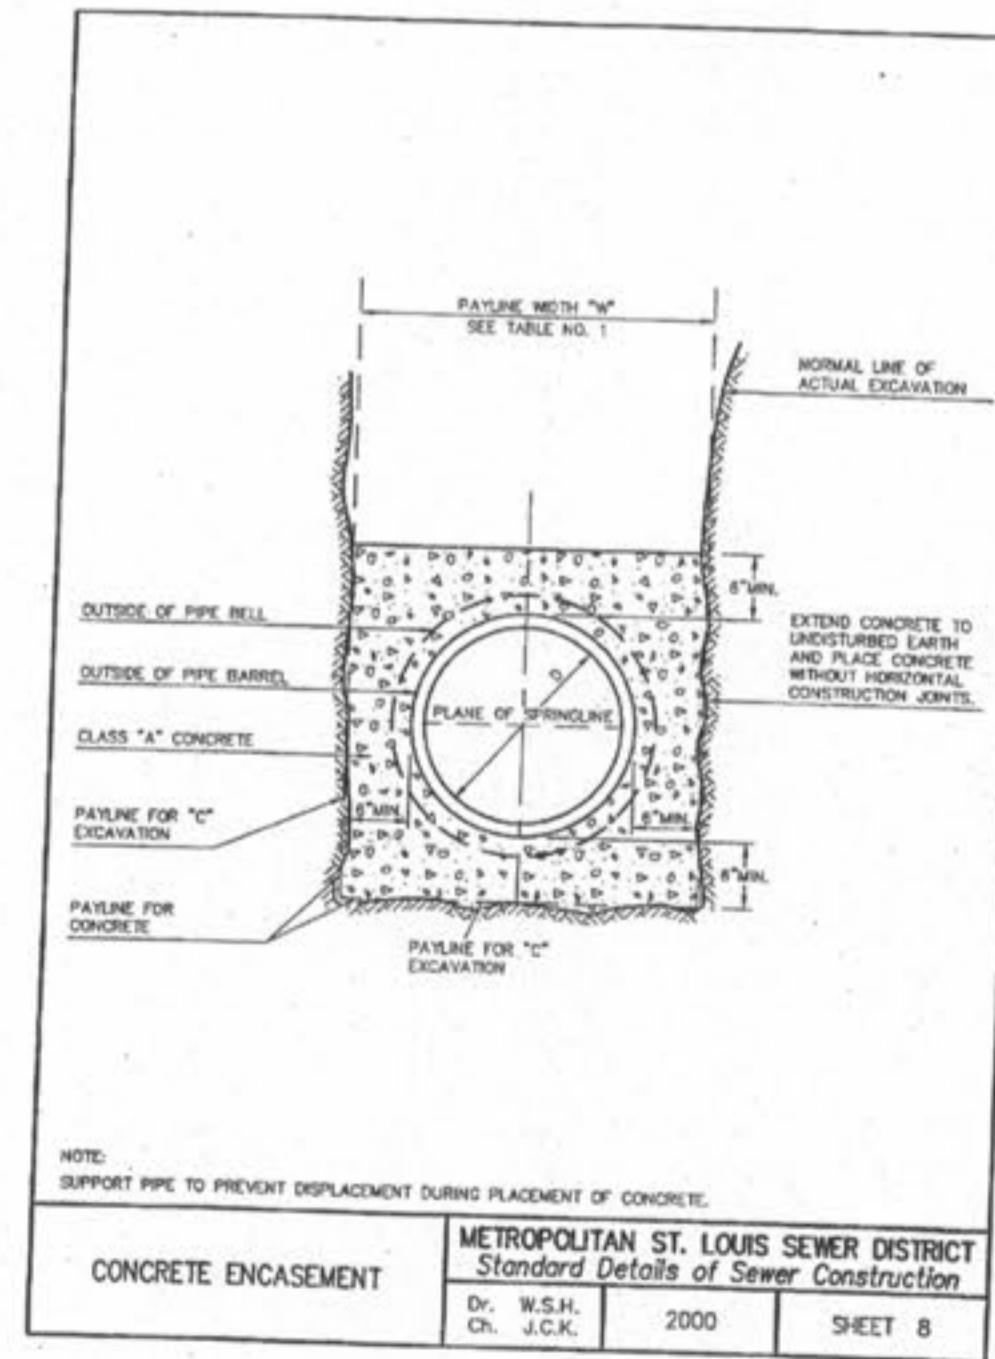 PAYLINE WIDTH "W"
SEE TABLE NO. 1
NORMAL LINE OF
ACTUAL EXCAVATION
6"MIN.
OUTSIDE OF PIPE BELL
EXTEND CONCRETE TO
UNDISTURBED EARTH
AND PLACE CONCRETE
WITHOUT HORIZONTAL
CONSTRUCTION JOINTS.
OUTSIDE OF PIPE BARREL
D
PLANE OF SPRINGLINE
CLASS "A" CONCRETE
PAYLINE FOR "C"
EXCAVATION
6"MIN.
6"MIN.
6"MIN.
PAYLINE FOR
CONCRETE
PAYLINE FOR "C"
EXCAVATION
NOTE:
SUPPORT PIPE TO PREVENT DISPLACEMENT DURING PLACEMENT OF CONCRETE.
CONCRETE ENCASEMENT
METROPOLITAN ST. LOUIS SEWER DISTRICT
Standard Details of Sewer Construction
Dr. W.S.H.
Ch. J.C.K.
2000
SHEET 8